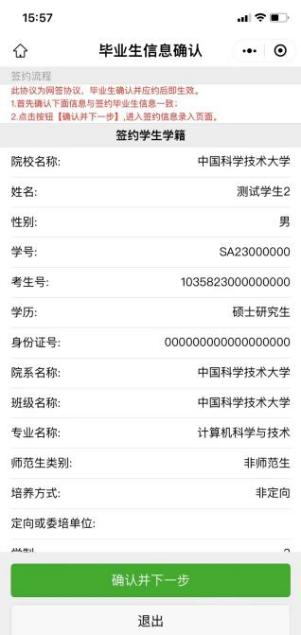 15:57
毕业生信息确认
签约流程
此协议为网签协议，毕业生确认并应约后即生效。
1.首先确认下面信息与签约毕业生信息一致；
2.点击按钮【确认并下一步】,进入签约信息录入页面。
签约学生学籍
院校名称: 中国科学技术大学
姓名: 测试学生2
性别: 男
学号: SA23000000
考生号: 1035823000000000
学历: 硕士研究生
身份证号: 000000000000000000
院系名称: 中国科学技术大学
班级名称: 中国科学技术大学
专业名称: 计算机科学与技术
师范生类别: 非师范生
培养方式: 非定向
定向或委培单位:
确认并下一步
退出